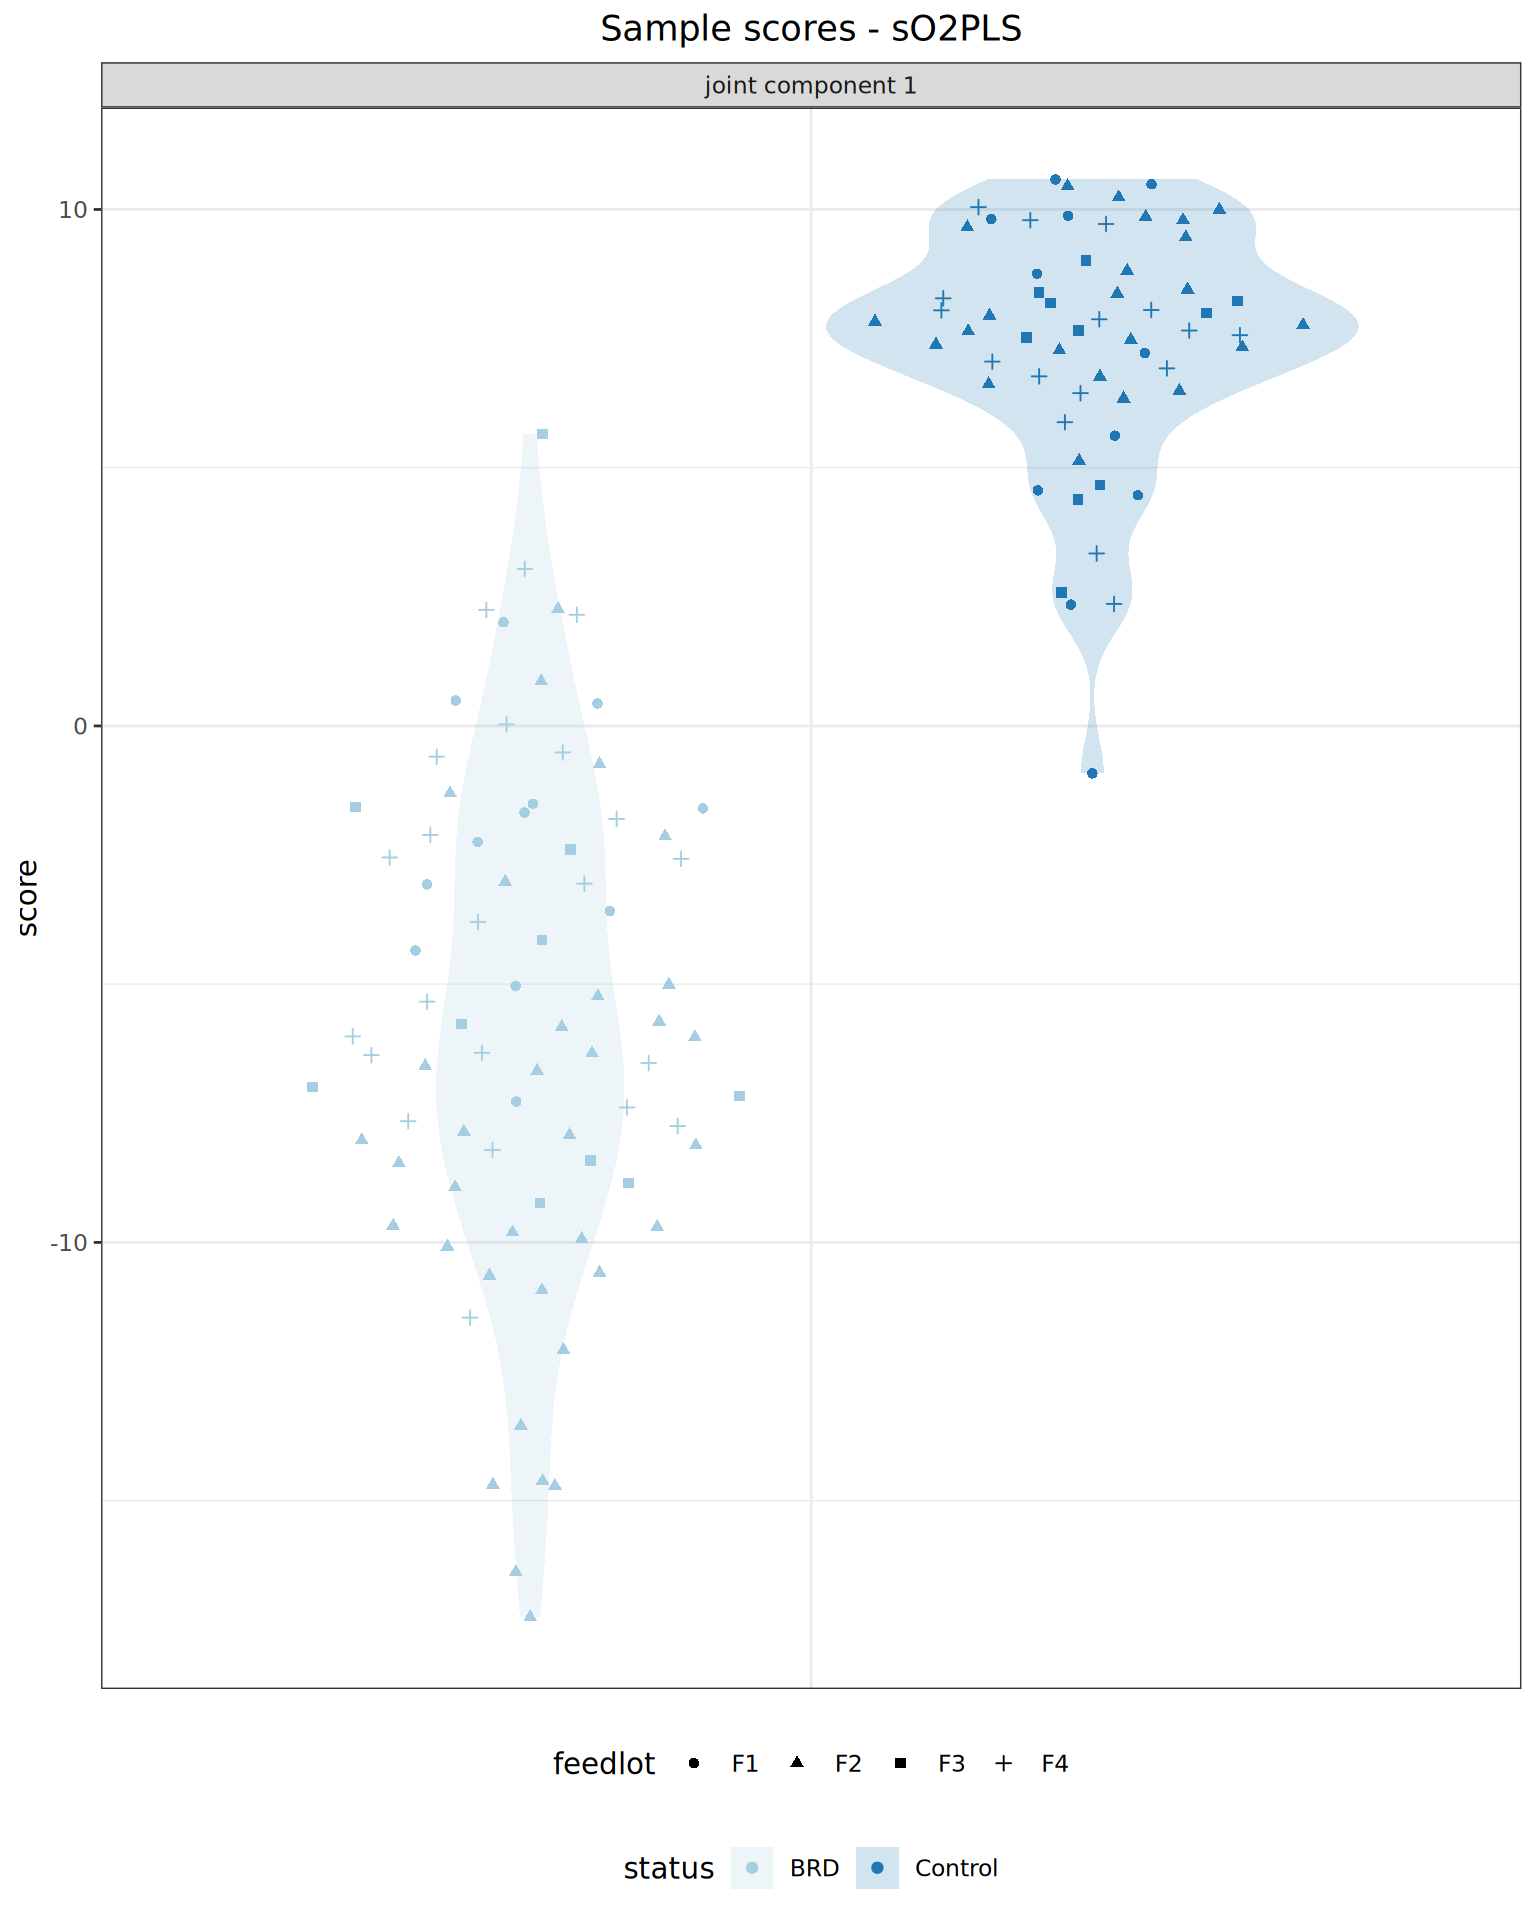 Sample scores - sO2PLS
joint component 1
10
0
-10
score
feedlot F1 F2 F3 F4
status BRD Control